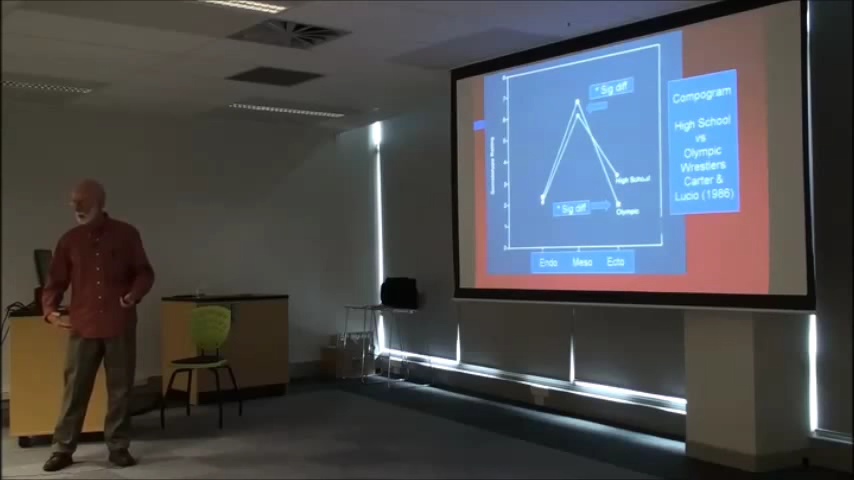 * Sig diff
High School
* Sig diff
Olympic
Endo Meso Ecto
Compogram
High School
vs
Olympic
Wrestlers
Carter &
Lucio (1986)